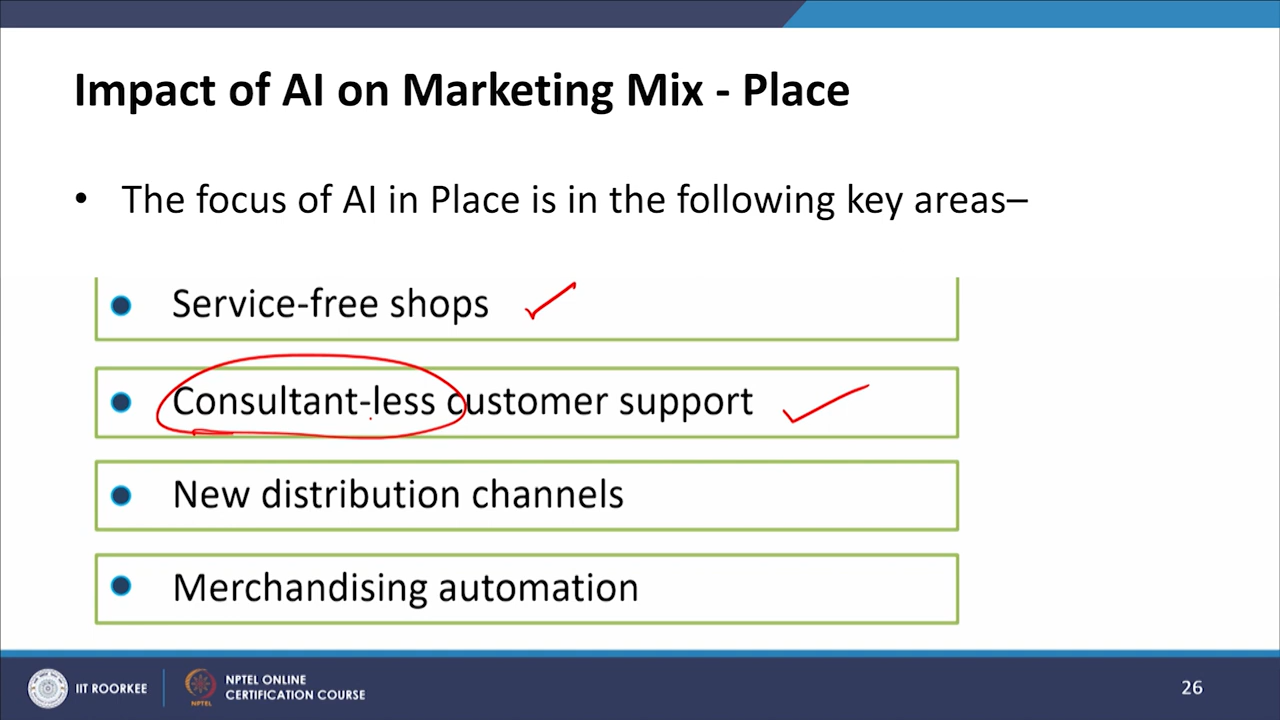 Impact of AI on Marketing Mix - Place
• The focus of AI in Place is in the following key areas–
• Service-free shops
• Consultant-less customer support
• New distribution channels
• Merchandising automation
IIT ROORKEE
NPTEL
NPTEL ONLINE
CERTIFICATION COURSE
26